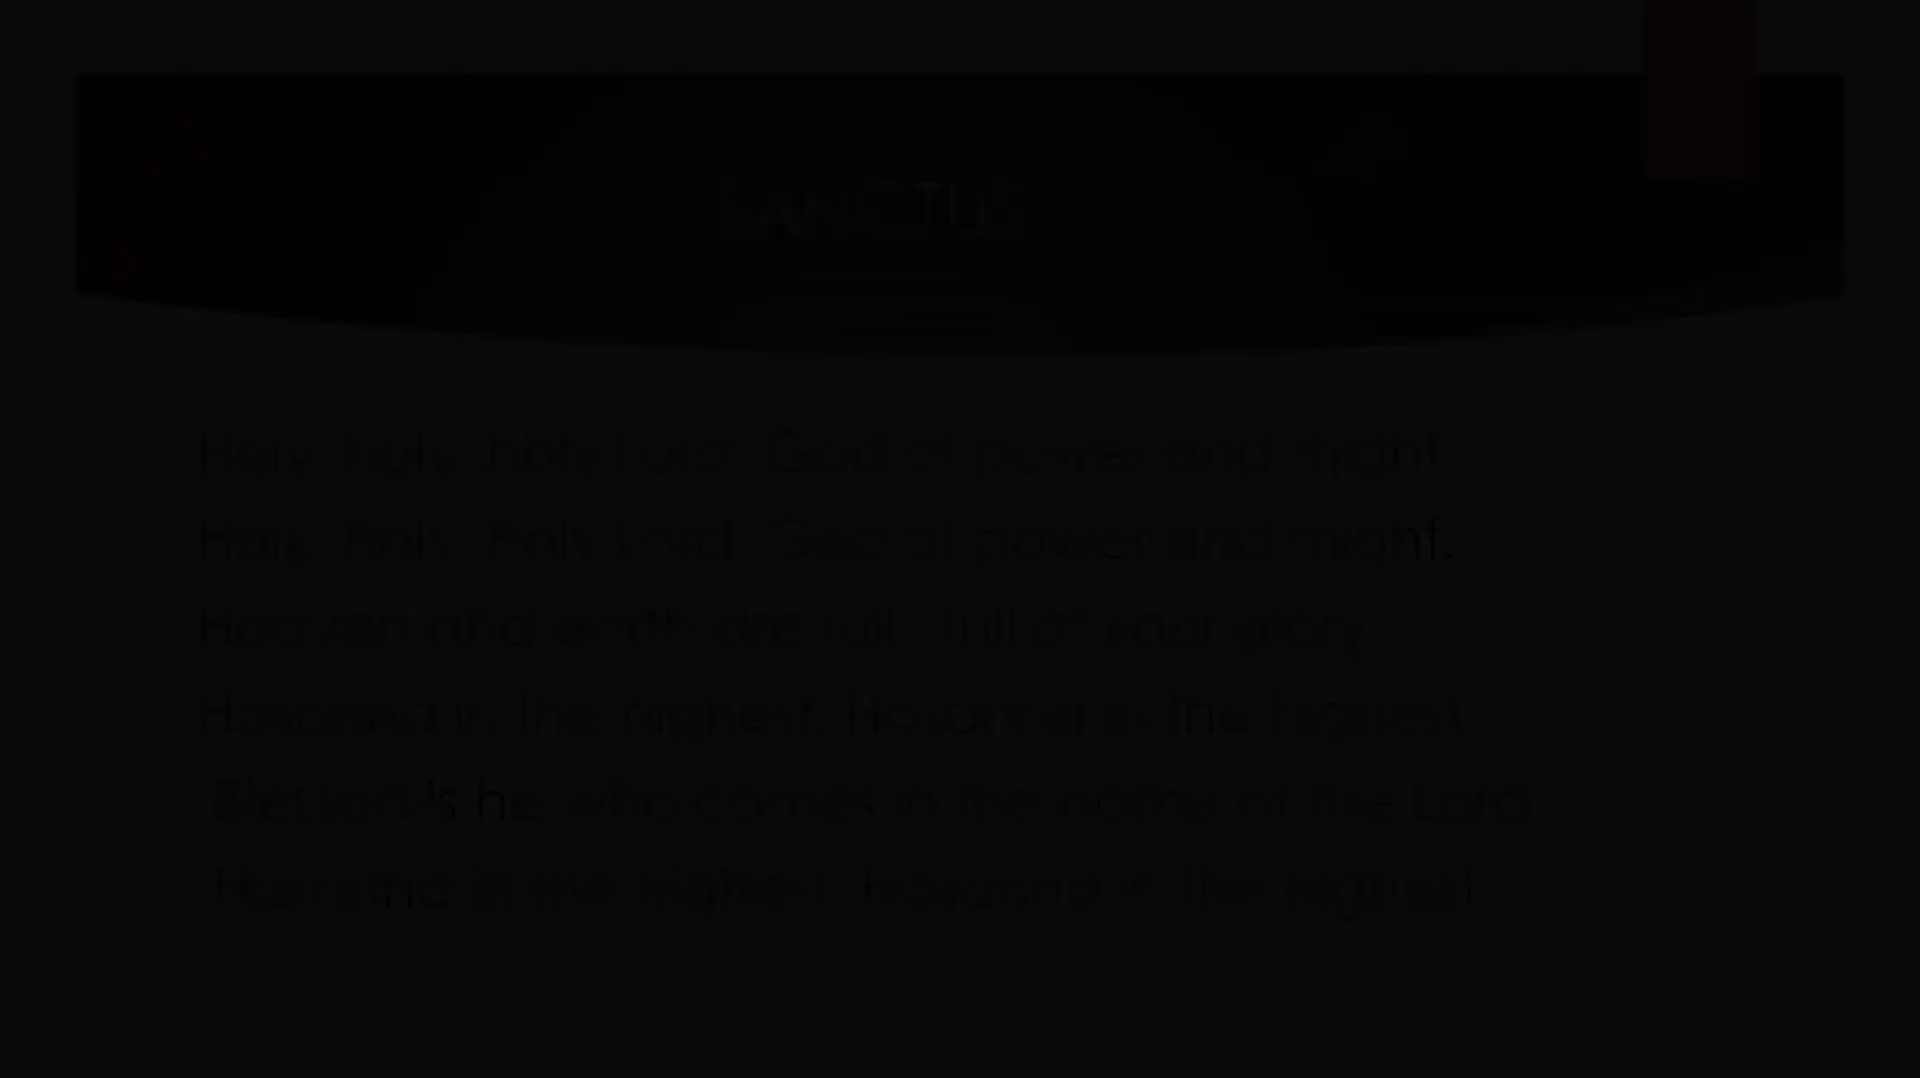 SANCTUS
Holy, holy, holy Lord. God of power and might
Holy, holy, holy Lord. God of power and might.
Heaven and earth are full, full of your glory.
Hosanna in the highest. Hosanna in the highest.
Blessed is he who comes in the name of the Lord.
Hosanna in the highest. Hosanna in the highest